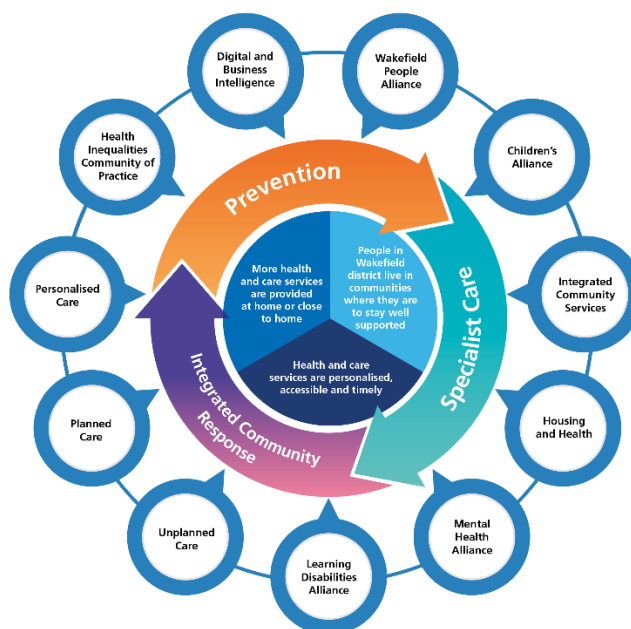 Digital and
Business
Intelligence
Wakefield
People
Alliance
Health
Inequalities
Community of
Practice
Children's
Alliance
Prevention
More health
and care services
are provided
at home or close
to home
People in
Wakefield
district live in
communities
where they are
to stay well
supported
Personalised
Care
Integrated
Community
Services
Specialist Care
Health and care
services are personalised,
accessible and timely
Integrated Community
Response
Planned
Care
Housing
and Health
Unplanned
Care
Mental
Health
Alliance
Learning
Disabilities
Alliance